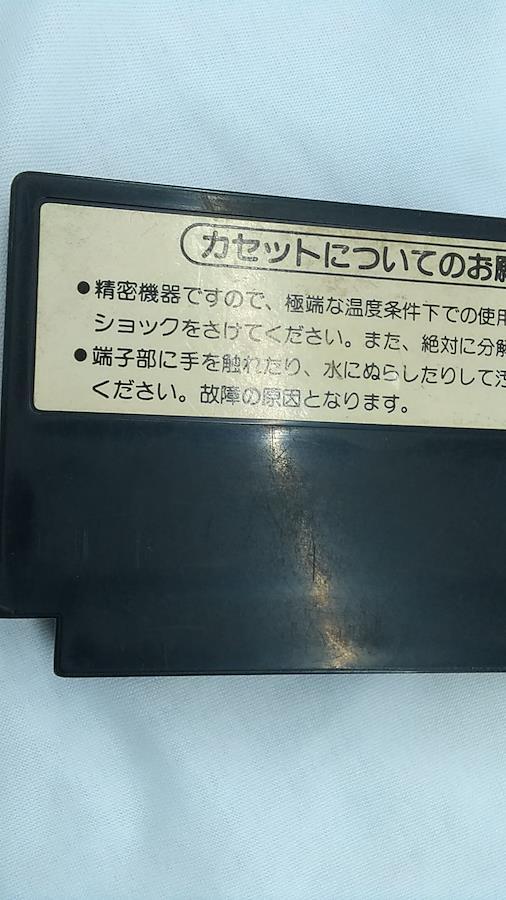 カセットについてのお願
●精密機器ですので、極端な温度条件下での使用
ショックをさけてください。また、絶対に分解
●端子部に手を触れたり、水にぬらしたりして汚
ください。故障の原因となります。